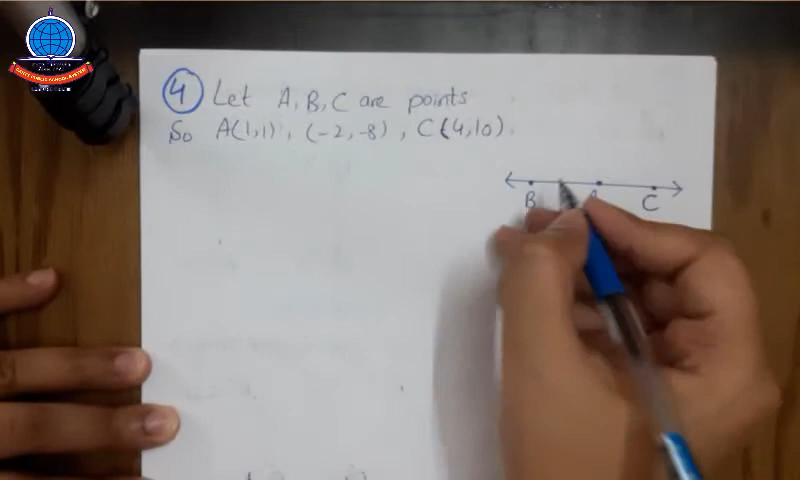 4 Let A, B, C are points
So A(1,1), (-2,-8), C(4,10).
B A C